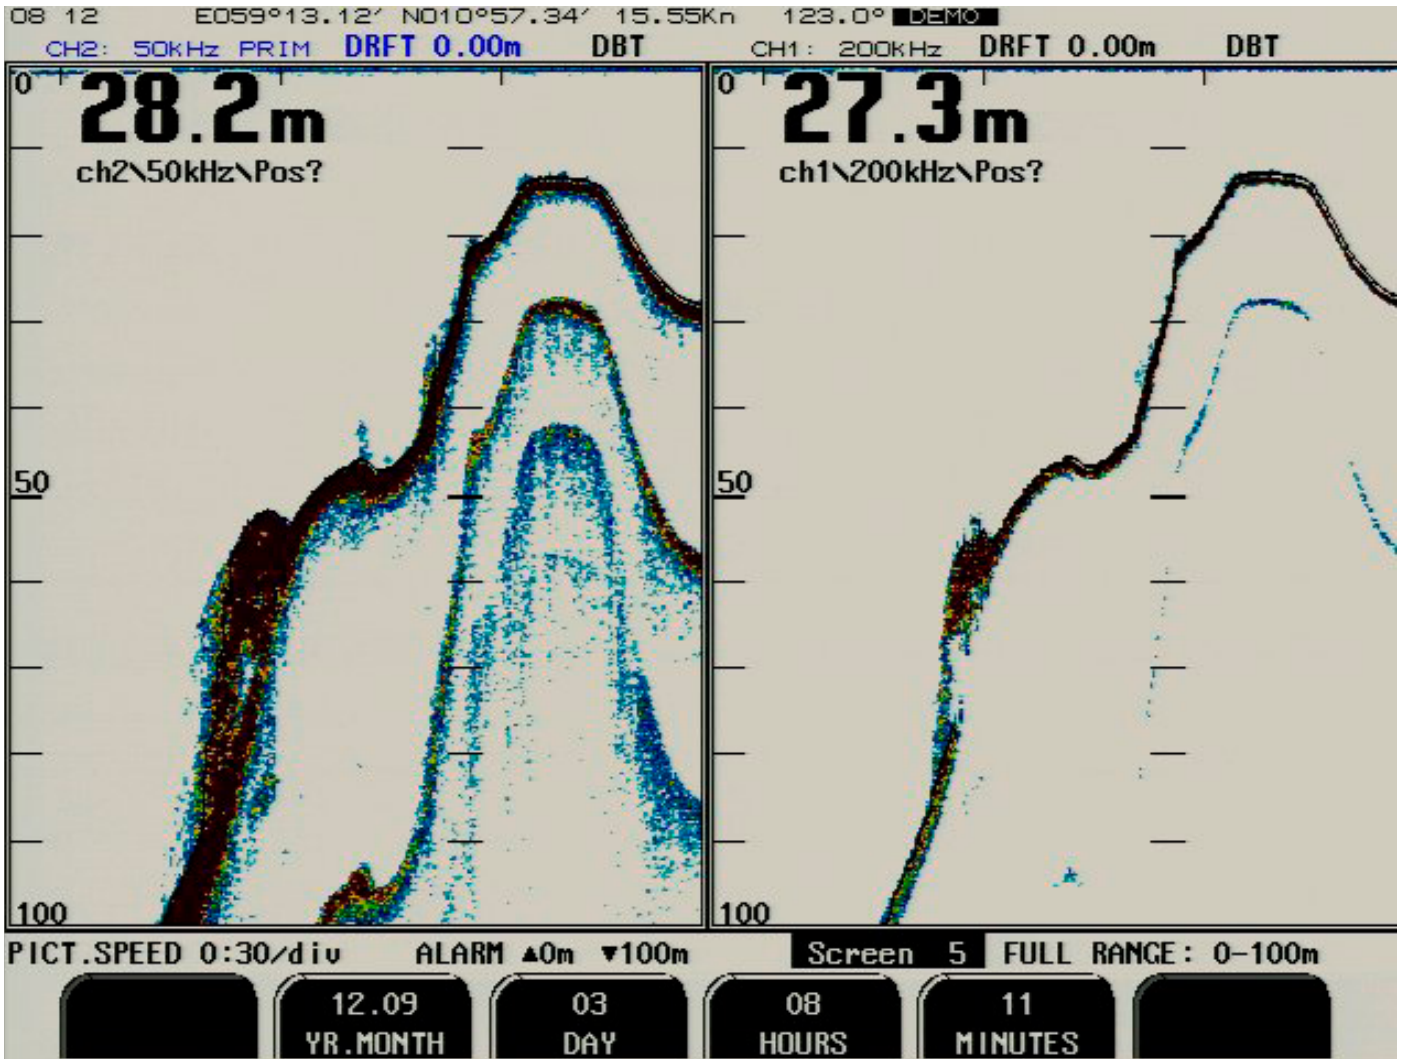 08 12 E059°13.12′ N010°57.34′ 15.55Kn 123.0° DEMO
CH2: 50kHz PRIM DRFT 0.00m DBT CH1: 200kHz DRFT 0.00m DBT
0 28.2m 0 27.3m
ch2\50kHz\Pos? ch1\200kHz\Pos?
50 50
100 100
PICT.SPEED 0:30/div ALARM ▲0m ▼100m Screen 5 FULL RANGE: 0-100m
12.09 03 08 11
YR.MONTH DAY HOURS MINUTES